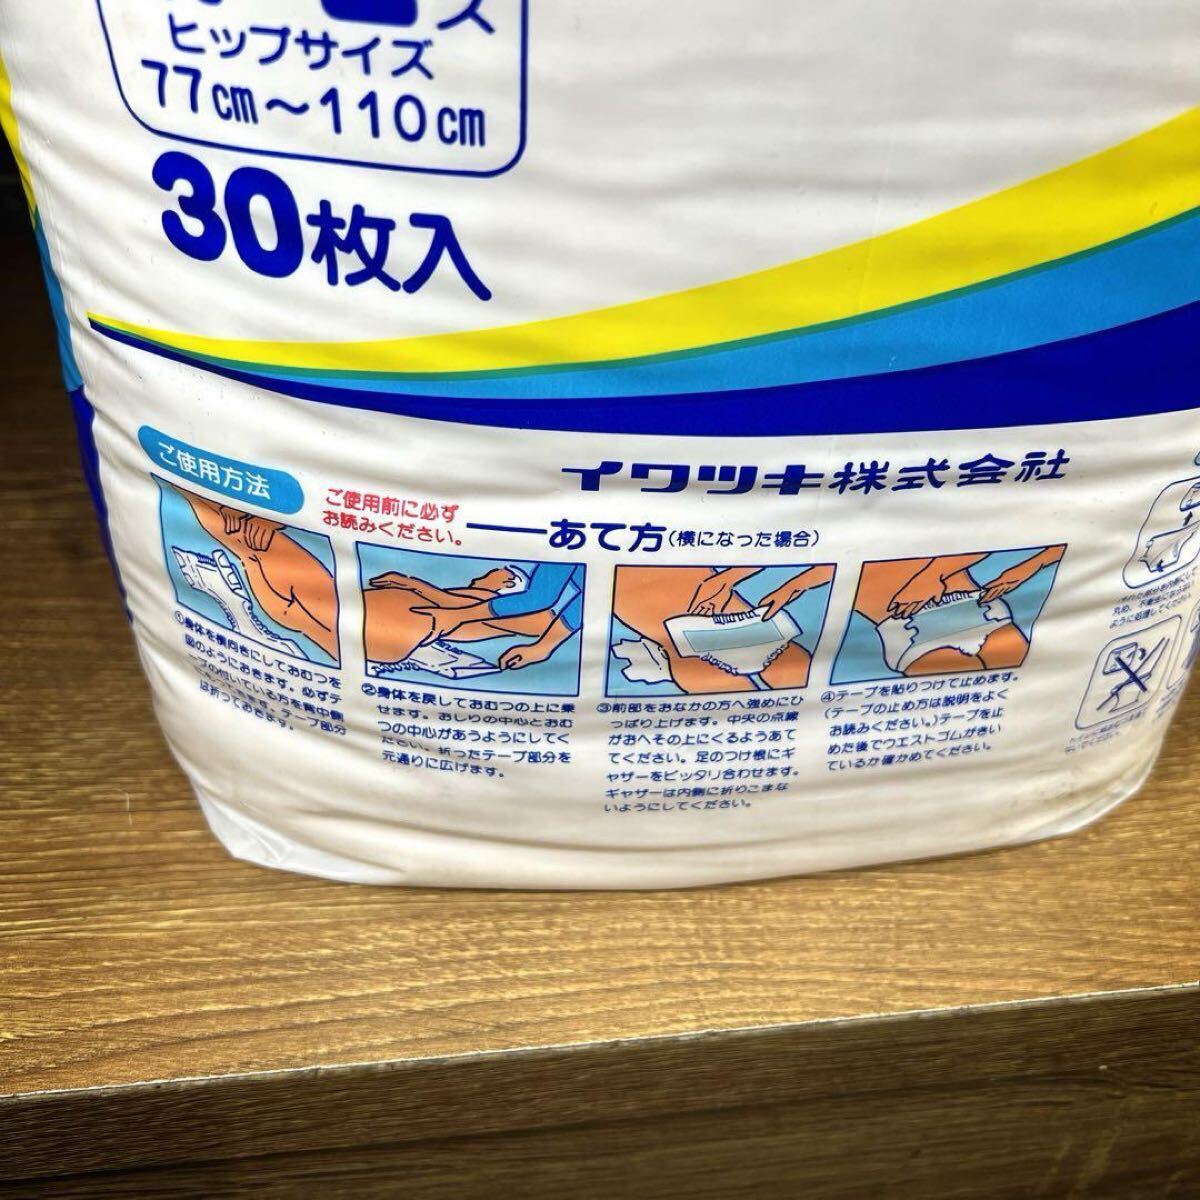 ス
ヒップサイズ
77cm〜110cm
30枚入
イワツキ株式会社
ご使用方法
ご使用前に必ず
お読みください。
あて方(横になった場合)
①身体を横向きにしておむつを
図のようにおきます。必ずテ
ープの付いている方を背中側
にします。テープ部分
は折っておきます。
②身体を戻しておむつの上に乗
せます。おしりの中心とおむ
つの中心があうようにしてく
ださい。折ったテープ部分を
元通りに広げます。
③前部をおなかの方へ強めにひ
っぱり上げます。中央の点線
がおへその上にくるようあて
てください。足のつけ根にギ
ャザーをピッタリ合わせます。
ギャザーは内側に折りこまな
いようにしてください。
④テープを貼りつけて止めます。
(テープの止め方は説明をよく
お読みください。)テープを止
めた後でウエストゴムがきい
ているか確かめてください。